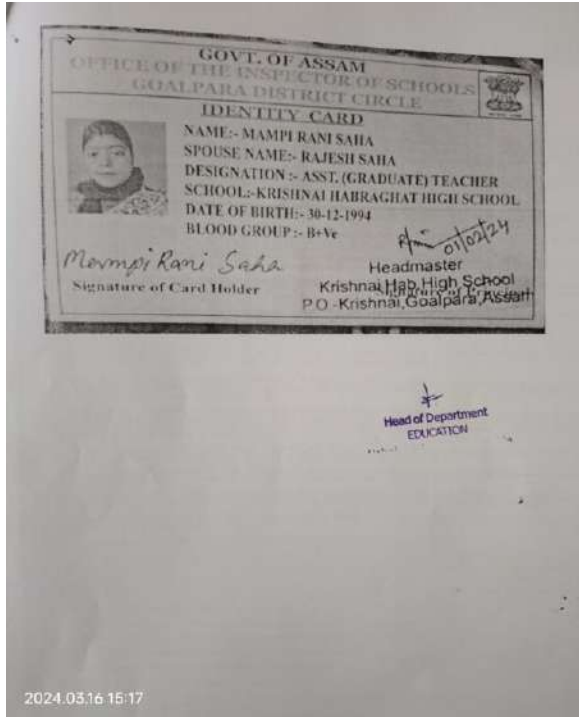 GOVT. OF ASSAM
OFFICE OF THE INSPECTOR OF SCHOOLS
GOALPARA DISTRICT CIRCLE
IDENTITY CARD
NAME:- MAMPI RANI SAHA
SPOUSE NAME:- RAJESH SAHA
DESIGNATION :- ASST. (GRADUATE) TEACHER
SCHOOL:-KRISHNAI HABRAGHAT HIGH SCHOOL
DATE OF BIRTH:- 30-12-1994
BLOOD GROUP :- B+Ve
01/02/24
Mampi Rani Saha
Signature of Card Holder
Headmaster
Krishnai Hab. High School
P.O -Krishnai,Goalpara,Assam
Head of Department
EDUCATION
2024.03.16 15:17